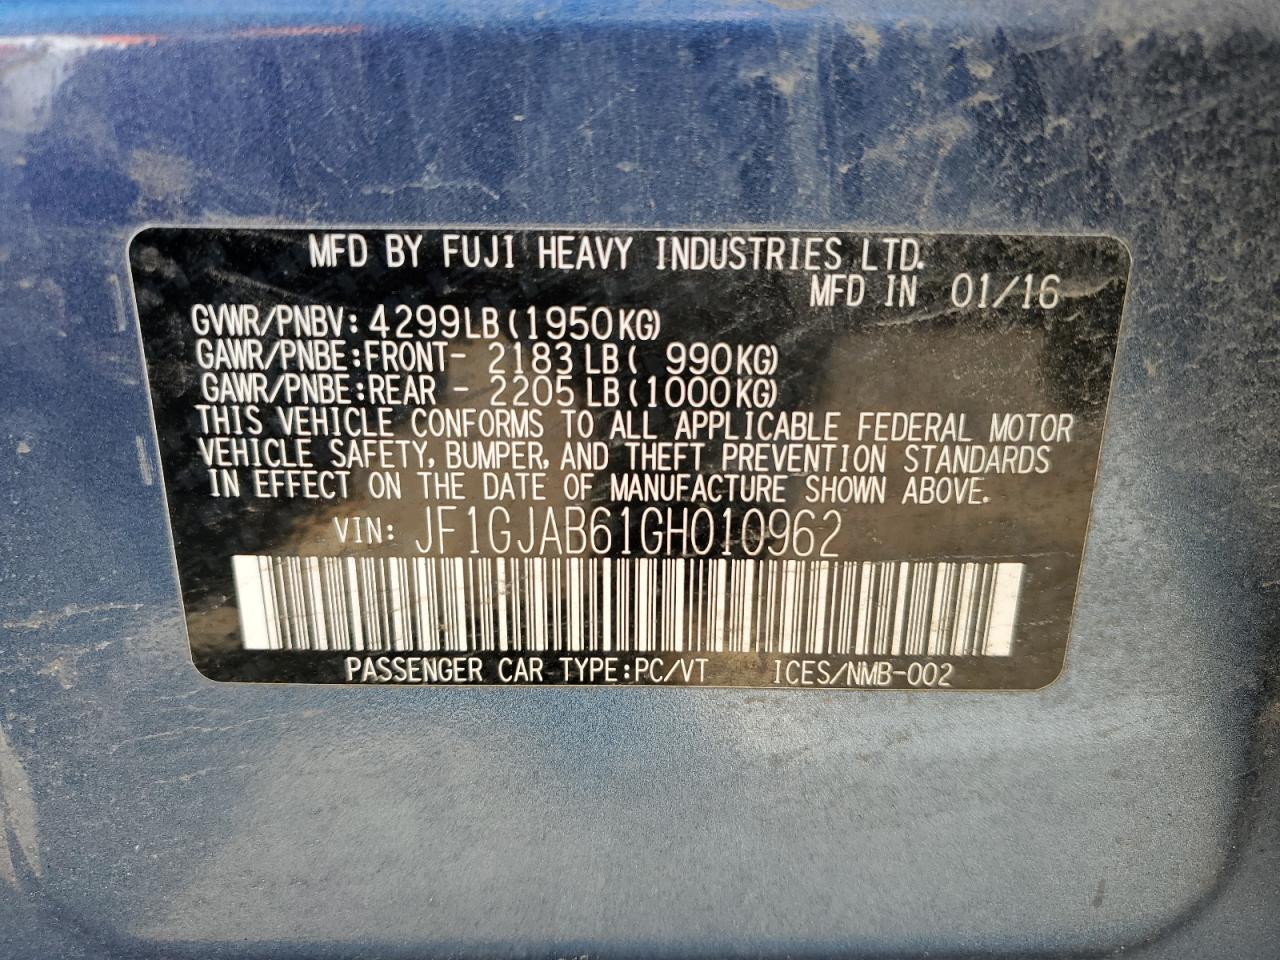 MFD BY FUJI HEAVY INDUSTRIES LTD.
MFD IN 01/16
GVWR/PNBV: 4299LB (1950KG)
GAWR/PNBE:FRONT- 2183 LB ( 990KG)
GAWR/PNBE:REAR - 2205 LB (1000KG)
THIS VEHICLE CONFORMS TO ALL APPLICABLE FEDERAL MOTOR
VEHICLE SAFETY, BUMPER, AND THEFT PREVENTION STANDARDS
IN EFFECT ON THE DATE OF MANUFACTURE SHOWN ABOVE.
VIN: JF1GJAB61GH010962
PASSENGER CAR TYPE:PC/VT ICES/NMB-002